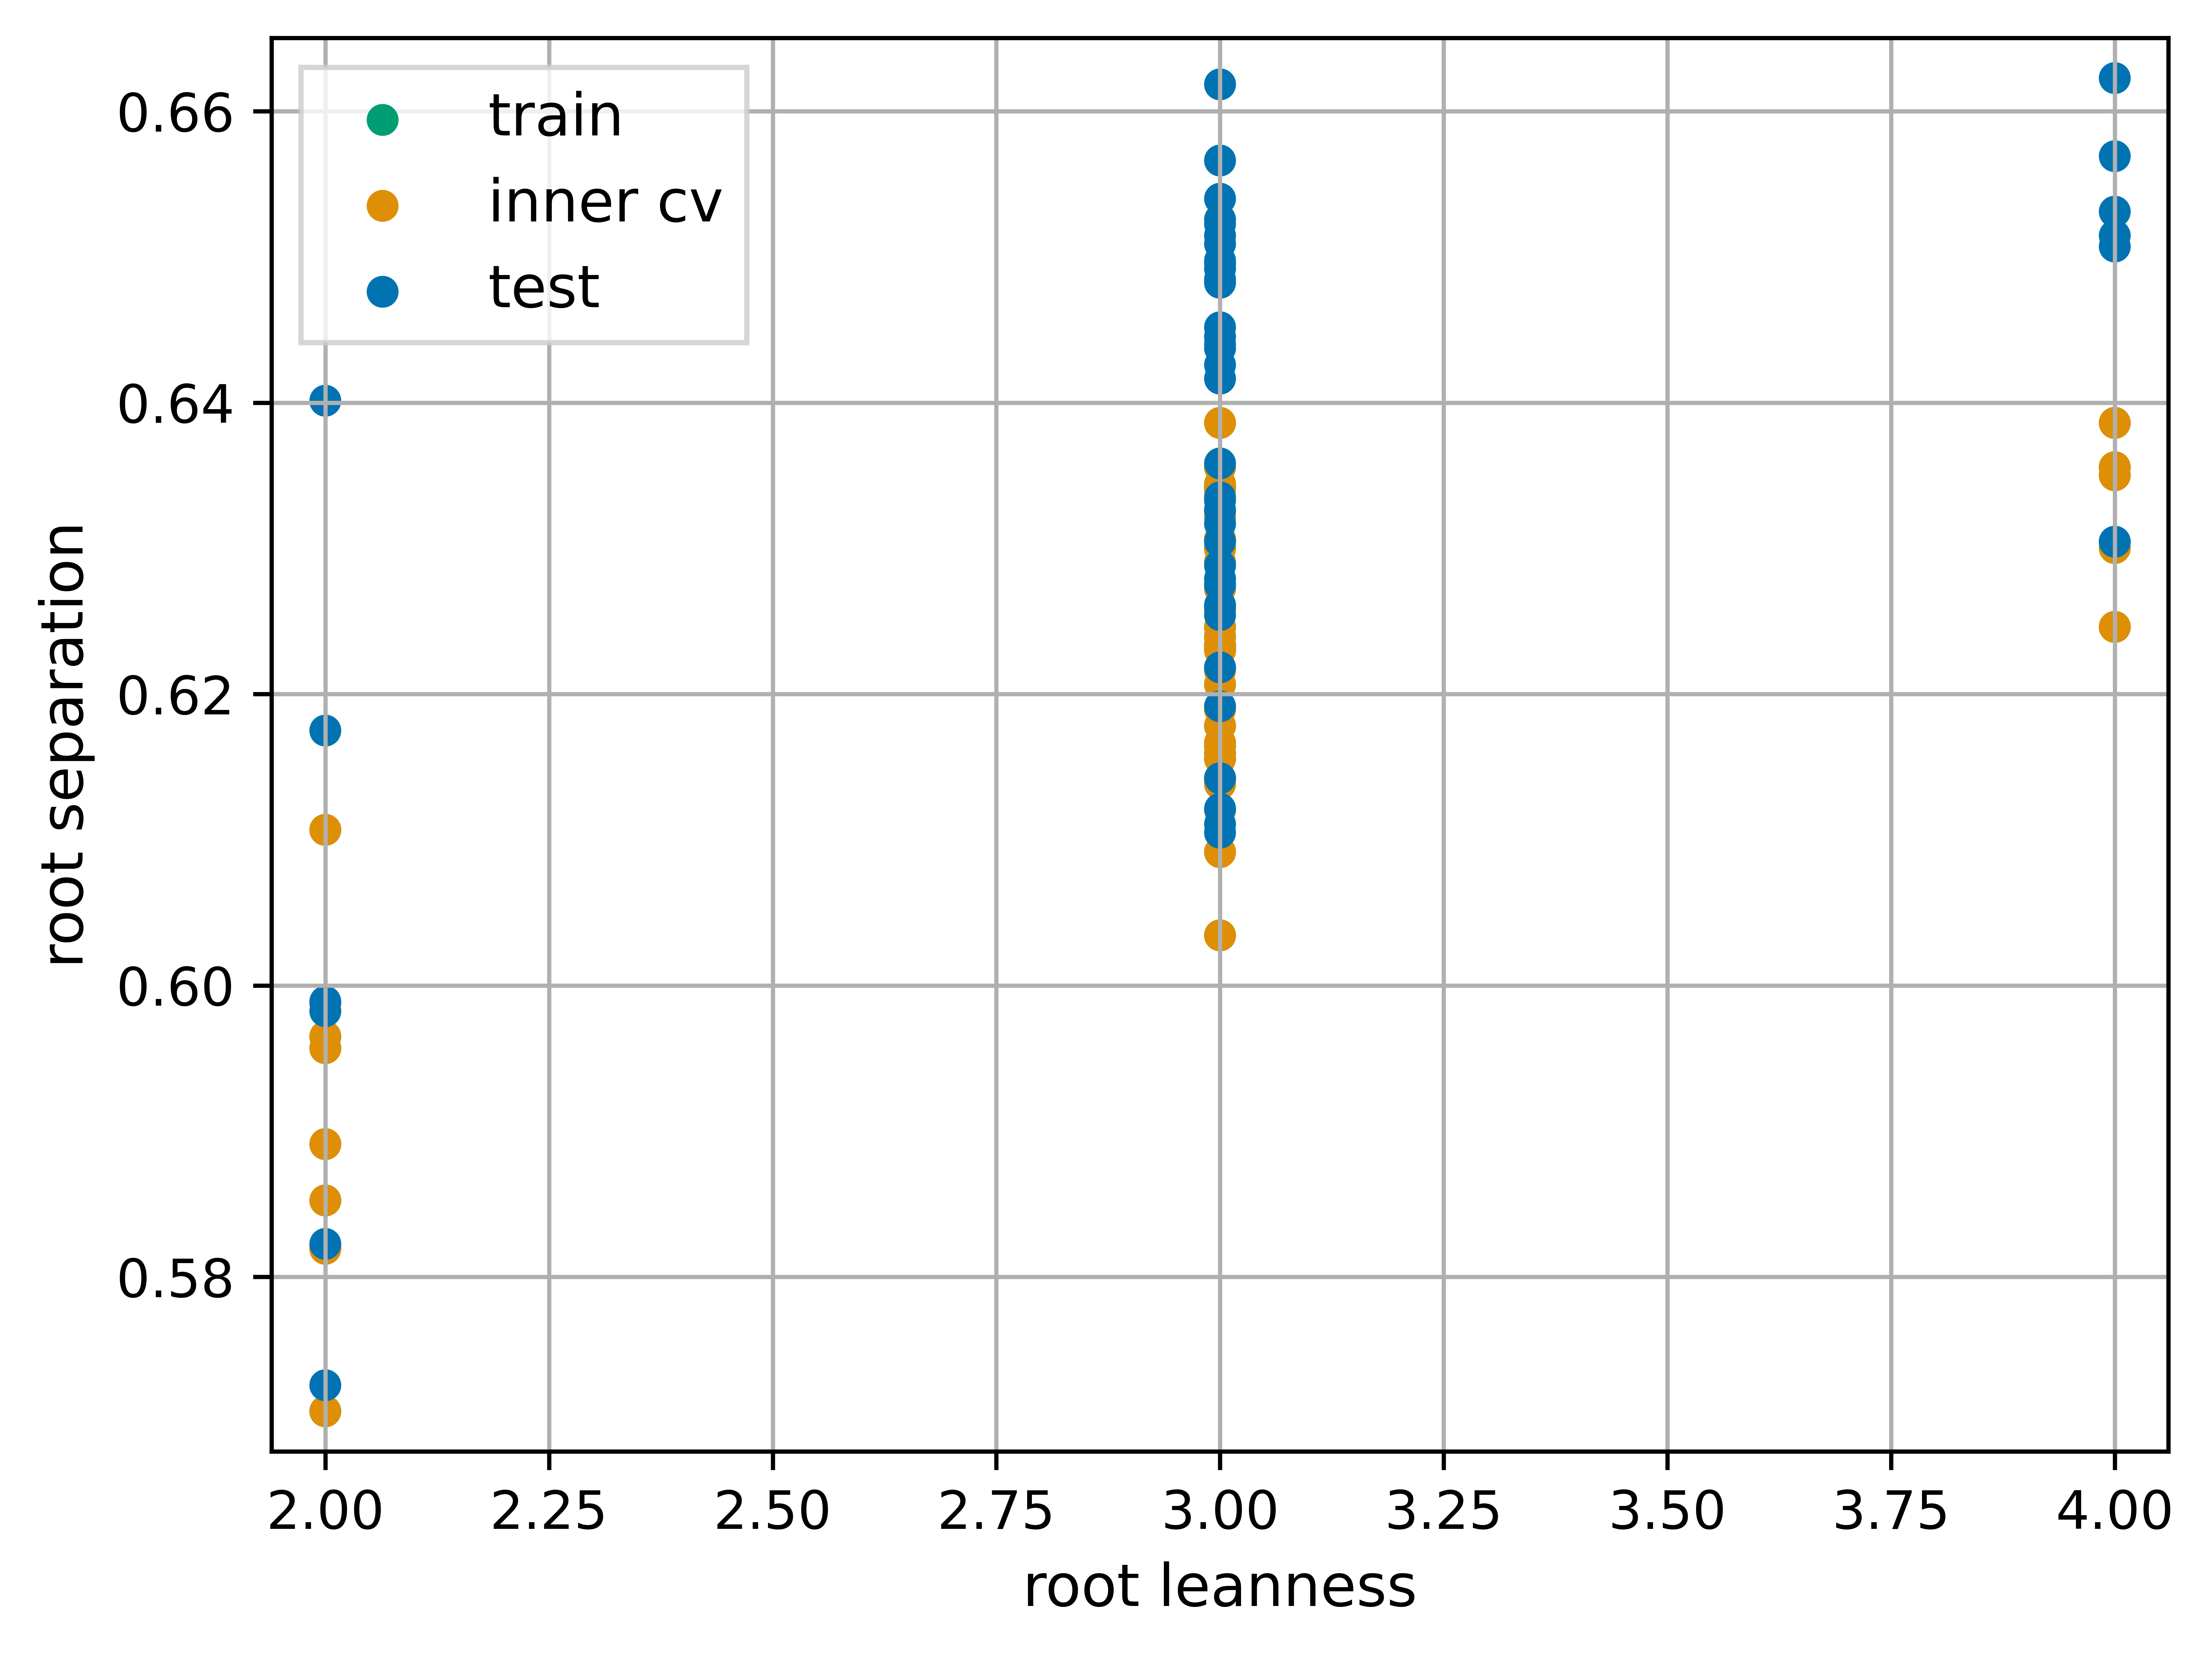 train
inner cv
test
0.66
0.64
0.62
0.60
0.58
root separation
2.00 2.25 2.50 2.75 3.00 3.25 3.50 3.75 4.00
root leanness